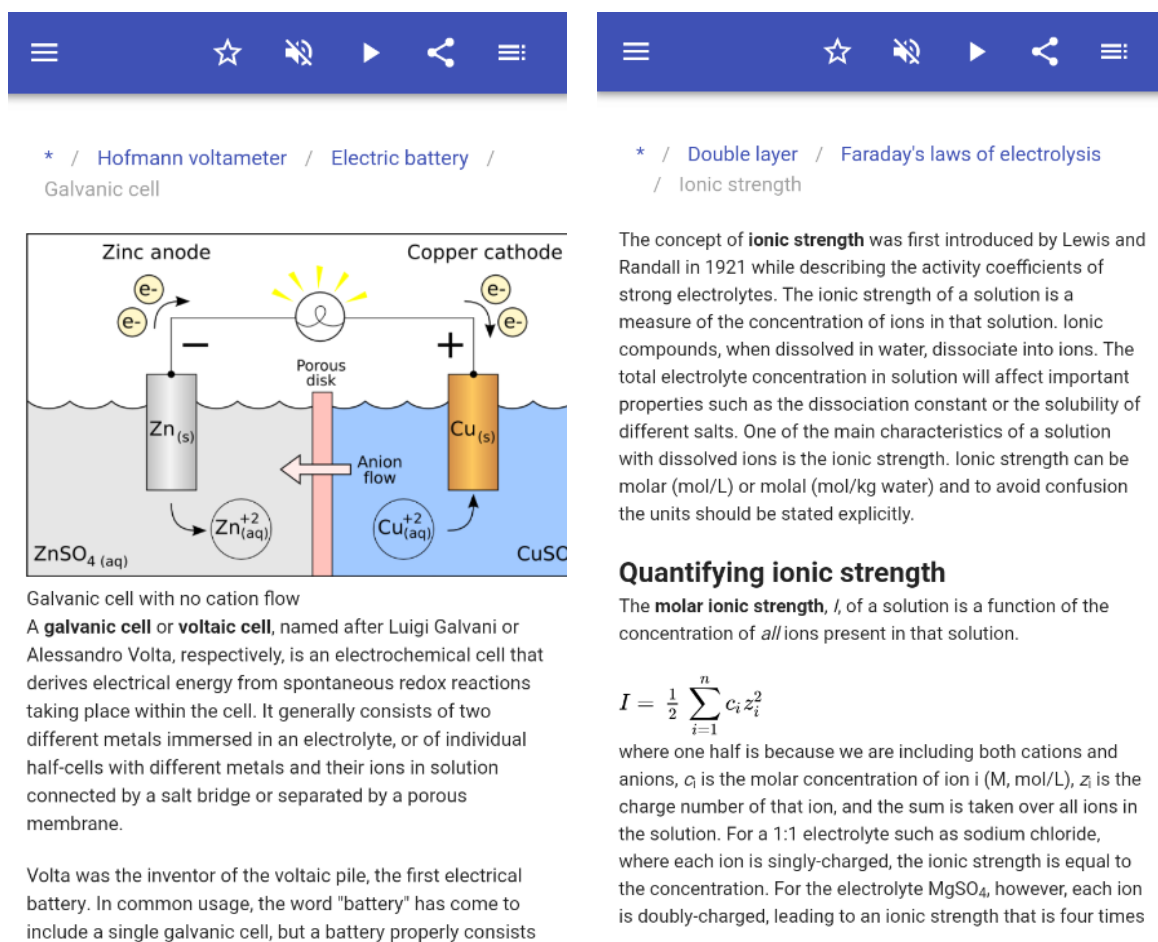 * / Hofmann voltameter / Electric battery /
Galvanic cell
Zinc anode
Copper cathode
e-
e-
e-
e-
−
+
Porous
disk
Zn(s)
Cu(s)
Anion
flow
Zn+2(aq)
Cu+2(aq)
ZnSO4 (aq)
CuSO
Galvanic cell with no cation flow
A galvanic cell or voltaic cell, named after Luigi Galvani or
Alessandro Volta, respectively, is an electrochemical cell that
derives electrical energy from spontaneous redox reactions
taking place within the cell. It generally consists of two
different metals immersed in an electrolyte, or of individual
half-cells with different metals and their ions in solution
connected by a salt bridge or separated by a porous
membrane.
Volta was the inventor of the voltaic pile, the first electrical
battery. In common usage, the word "battery" has come to
include a single galvanic cell, but a battery properly consists
* / Double layer / Faraday's laws of electrolysis
/ Ionic strength
The concept of ionic strength was first introduced by Lewis and
Randall in 1921 while describing the activity coefficients of
strong electrolytes. The ionic strength of a solution is a
measure of the concentration of ions in that solution. Ionic
compounds, when dissolved in water, dissociate into ions. The
total electrolyte concentration in solution will affect important
properties such as the dissociation constant or the solubility of
different salts. One of the main characteristics of a solution
with dissolved ions is the ionic strength. Ionic strength can be
molar (mol/L) or molal (mol/kg water) and to avoid confusion
the units should be stated explicitly.
Quantifying ionic strength
The molar ionic strength, I, of a solution is a function of the
concentration of all ions present in that solution.
I = 1/2 ∑ i=1 n c_i z_i^2
where one half is because we are including both cations and
anions, ci is the molar concentration of ion i (M, mol/L), zi is the
charge number of that ion, and the sum is taken over all ions in
the solution. For a 1:1 electrolyte such as sodium chloride,
where each ion is singly-charged, the ionic strength is equal to
the concentration. For the electrolyte MgSO4, however, each ion
is doubly-charged, leading to an ionic strength that is four times